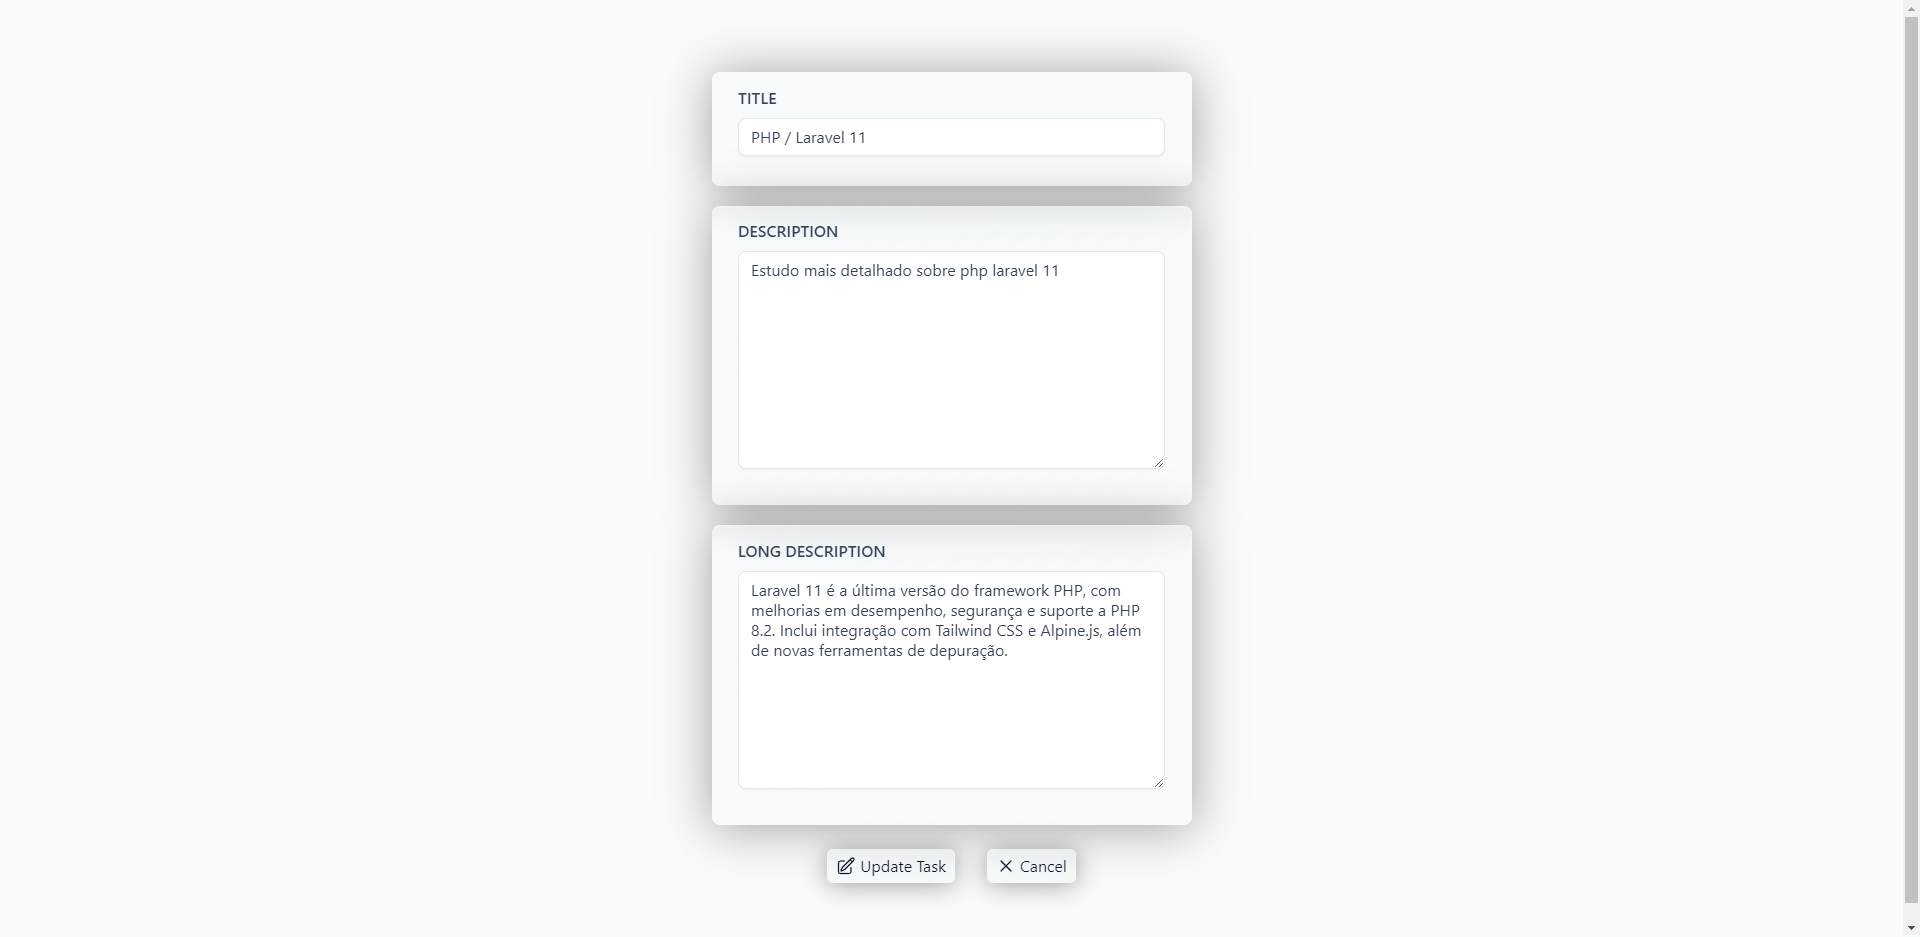 TITLE
PHP / Laravel 11
DESCRIPTION
Estudo mais detalhado sobre php laravel 11
LONG DESCRIPTION
Laravel 11 é a última versão do framework PHP, com
melhorias em desempenho, segurança e suporte a PHP
8.2. Inclui integração com Tailwind CSS e Alpine.js, além
de novas ferramentas de depuração.
Update Task
Cancel